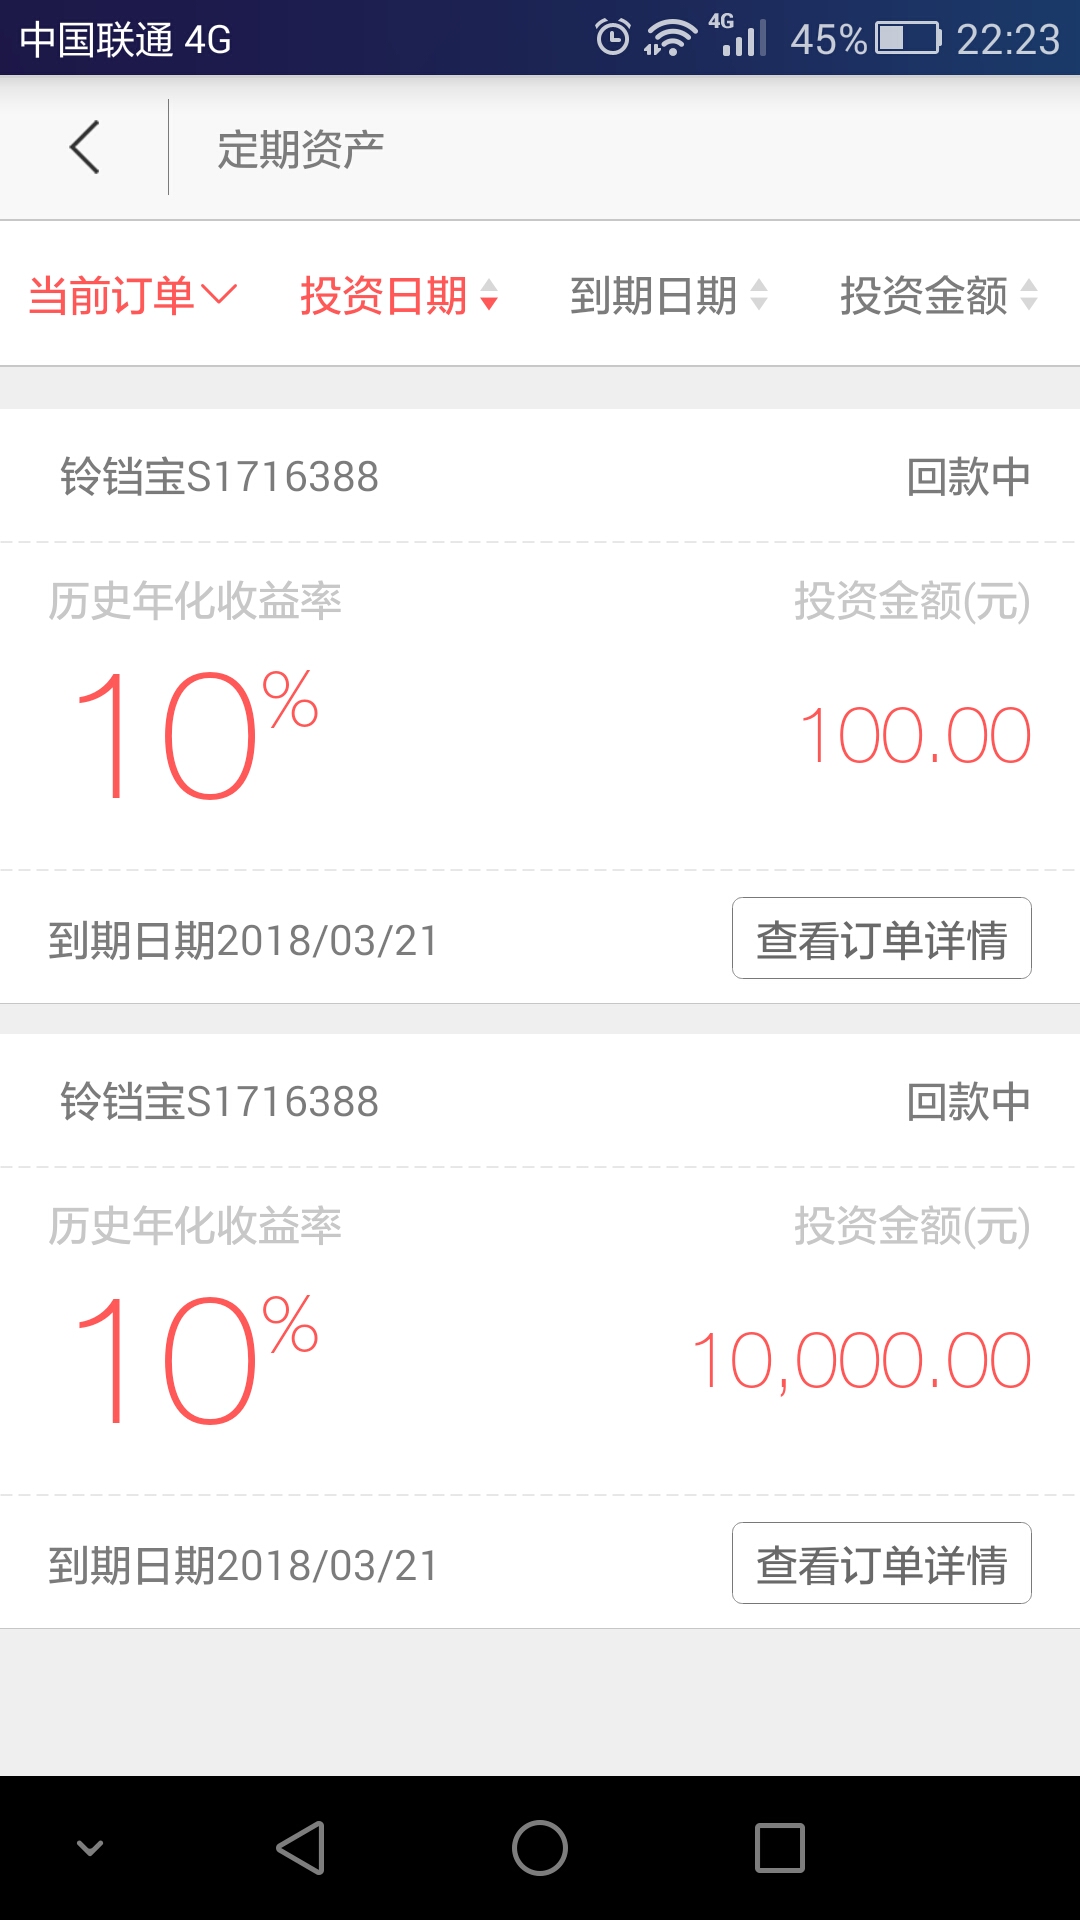 中国联通 4G 4G 45% 22:23
定期资产
当前订单 投资日期 到期日期 投资金额
铃铛宝S1716388 回款中
历史年化收益率 投资金额(元)
10% 100.00
到期日期2018/03/21 查看订单详情
铃铛宝S1716388 回款中
历史年化收益率 投资金额(元)
10% 10,000.00
到期日期2018/03/21 查看订单详情